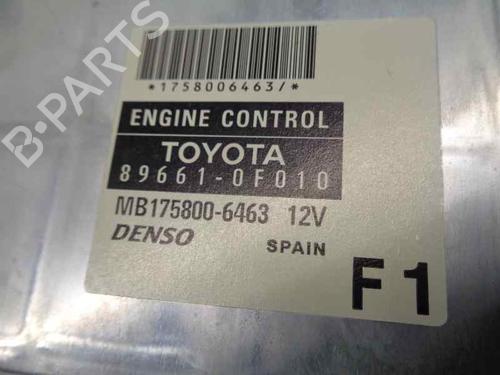 *1758006463/*
ENGINE CONTROL
TOYOTA
89661-0F010
MB175800-6463 12V
DENSO SPAIN
F1
B-Parts